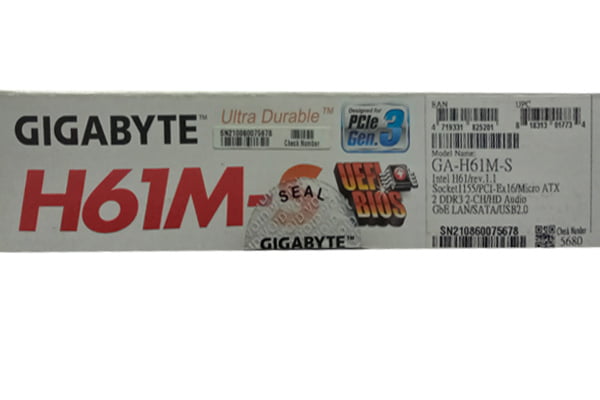 GIGABYTE™
Ultra Durable™
SN210860075678
Check Number
Designed for
PCIe
Gen.3
H61M-S
SEAL
GIGABYTE
UEFI
BIOS
EAN
4 719331 825201
UPC
8 18313 01773 4
Model Name:
GA-H61M-S
Intel H61/rev.1.1
Socket1155/PCI-Ex16/Micro ATX
2 DDR3 2-CH/HD Audio
GbE LAN/SATA/USB2.0
SN210860075678
Check Number
5680